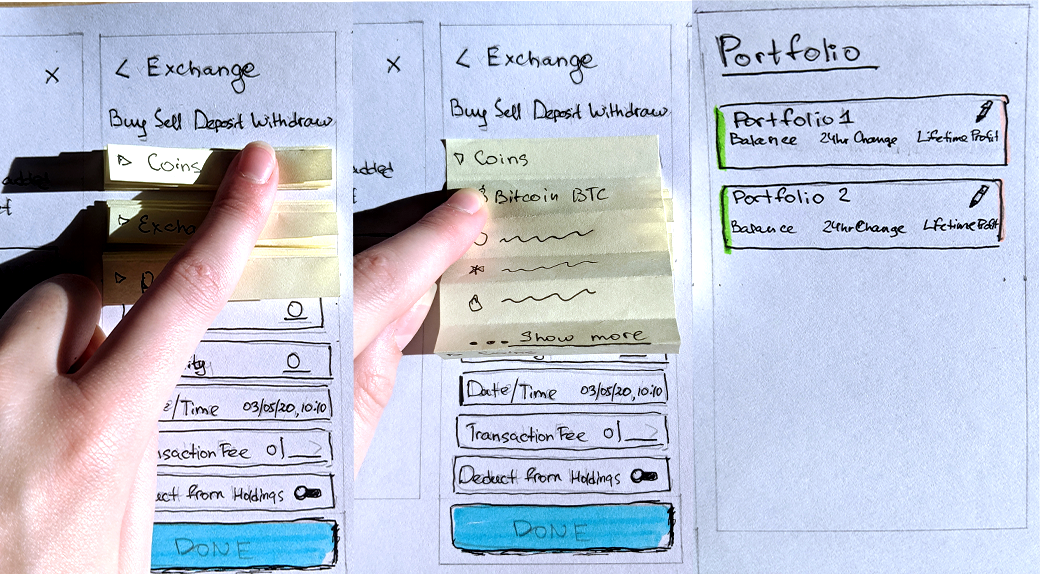 X
< Exchange
Buy Sell Deposit Withdraw
Coins
Excha
0
ity 0
e/Time 03/05/20, 10:10
nsaction Fee 0
uct from Holdings
DONE
X
< Exchange
Buy Sell Deposit Withdraw
Coins
Bitcoin BTC
... Show more
Date/Time 03/05/20, 10:10
Transaction Fee 0
Deduct from Holdings
DONE
Portfolio
Portfolio 1
Balance 24hr Change Lifetime Profit
Portfolio 2
Balance 24hr Change Lifetime Profit